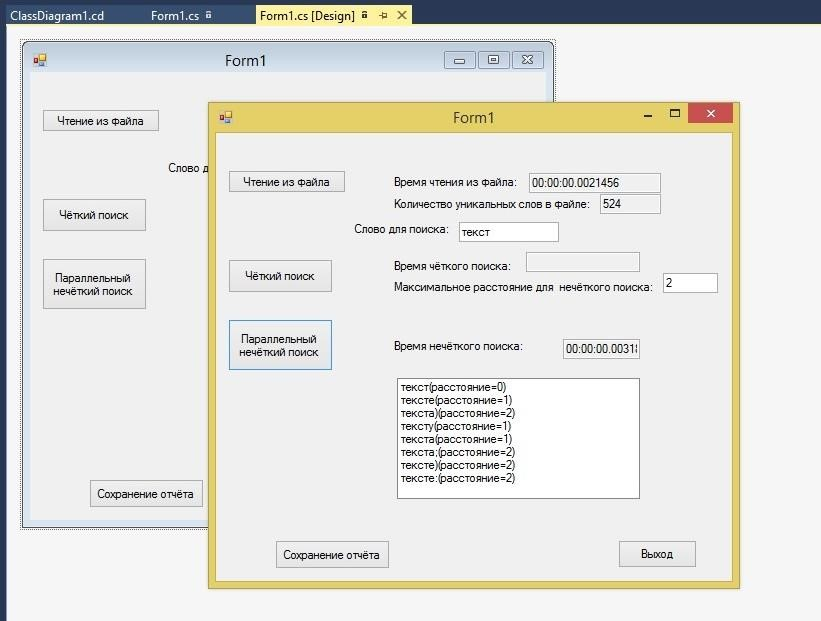 ClassDiagram1.cd Form1.cs Form1.cs [Design]
Form1
Чтение из файла
Слово д
Чёткий поиск
Параллельный
нечёткий поиск
Сохранение отчёта
Form1
Чтение из файла
Время чтения из файла: 00:00:00.0021456
Количество уникальных слов в файле: 524
Слово для поиска: текст
Чёткий поиск
Время чёткого поиска:
Максимальное расстояние для нечёткого поиска: 2
Параллельный
нечёткий поиск
Время нечёткого поиска: 00:00:00.0031
текст(расстояние=0)
тексте(расстояние=1)
текста)(расстояние=2)
тексту(расстояние=1)
текста(расстояние=1)
текста;(расстояние=2)
тексте)(расстояние=2)
тексте:(расстояние=2)
Сохранение отчёта
Выход